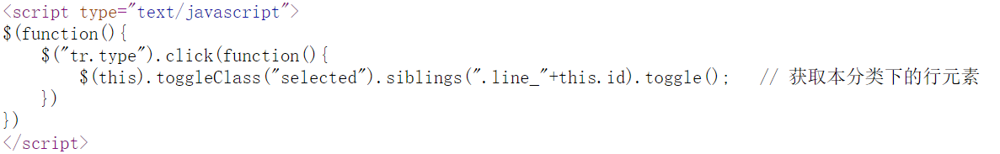 <script type="text/javascript">
$(function(){
    $("tr.type").click(function(){
        $(this).toggleClass("selected").siblings(".line_"+this.id).toggle();   // 获取本分类下的行元素
    })
})
</script>